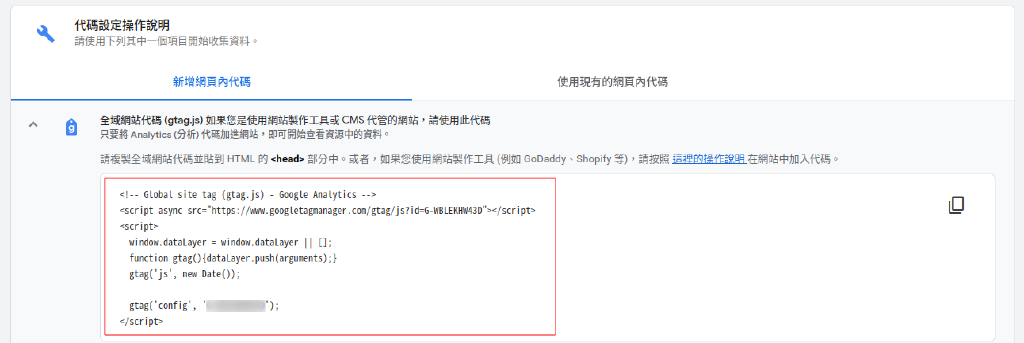 代碼設定操作說明
請使用下列其中一個項目開始收集資料。
新增網頁內代碼
使用現有的網頁內代碼
全域網站代碼 (gtag.js) 如果您是使用網站製作工具或 CMS 代管的網站，請使用此代碼
只要將 Analytics (分析) 代碼加進網站，即可開始查看資源中的資料。
請複製全域網站代碼並貼到 HTML 的 <head> 部分中。或者，如果您使用網站製作工具 (例如 GoDaddy、Shopify 等)，請按照 這裡的操作說明 在網站中加入代碼。
<!-- Global site tag (gtag.js) - Google Analytics -->
<script async src="https://www.googletagmanager.com/gtag/js?id=G-WBLEKHW43D"></script>
<script>
window.dataLayer = window.dataLayer || [];
function gtag(){dataLayer.push(arguments);}
gtag('js', new Date());
gtag('config', '');
</script>